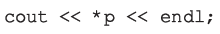 cout << *p << endl;